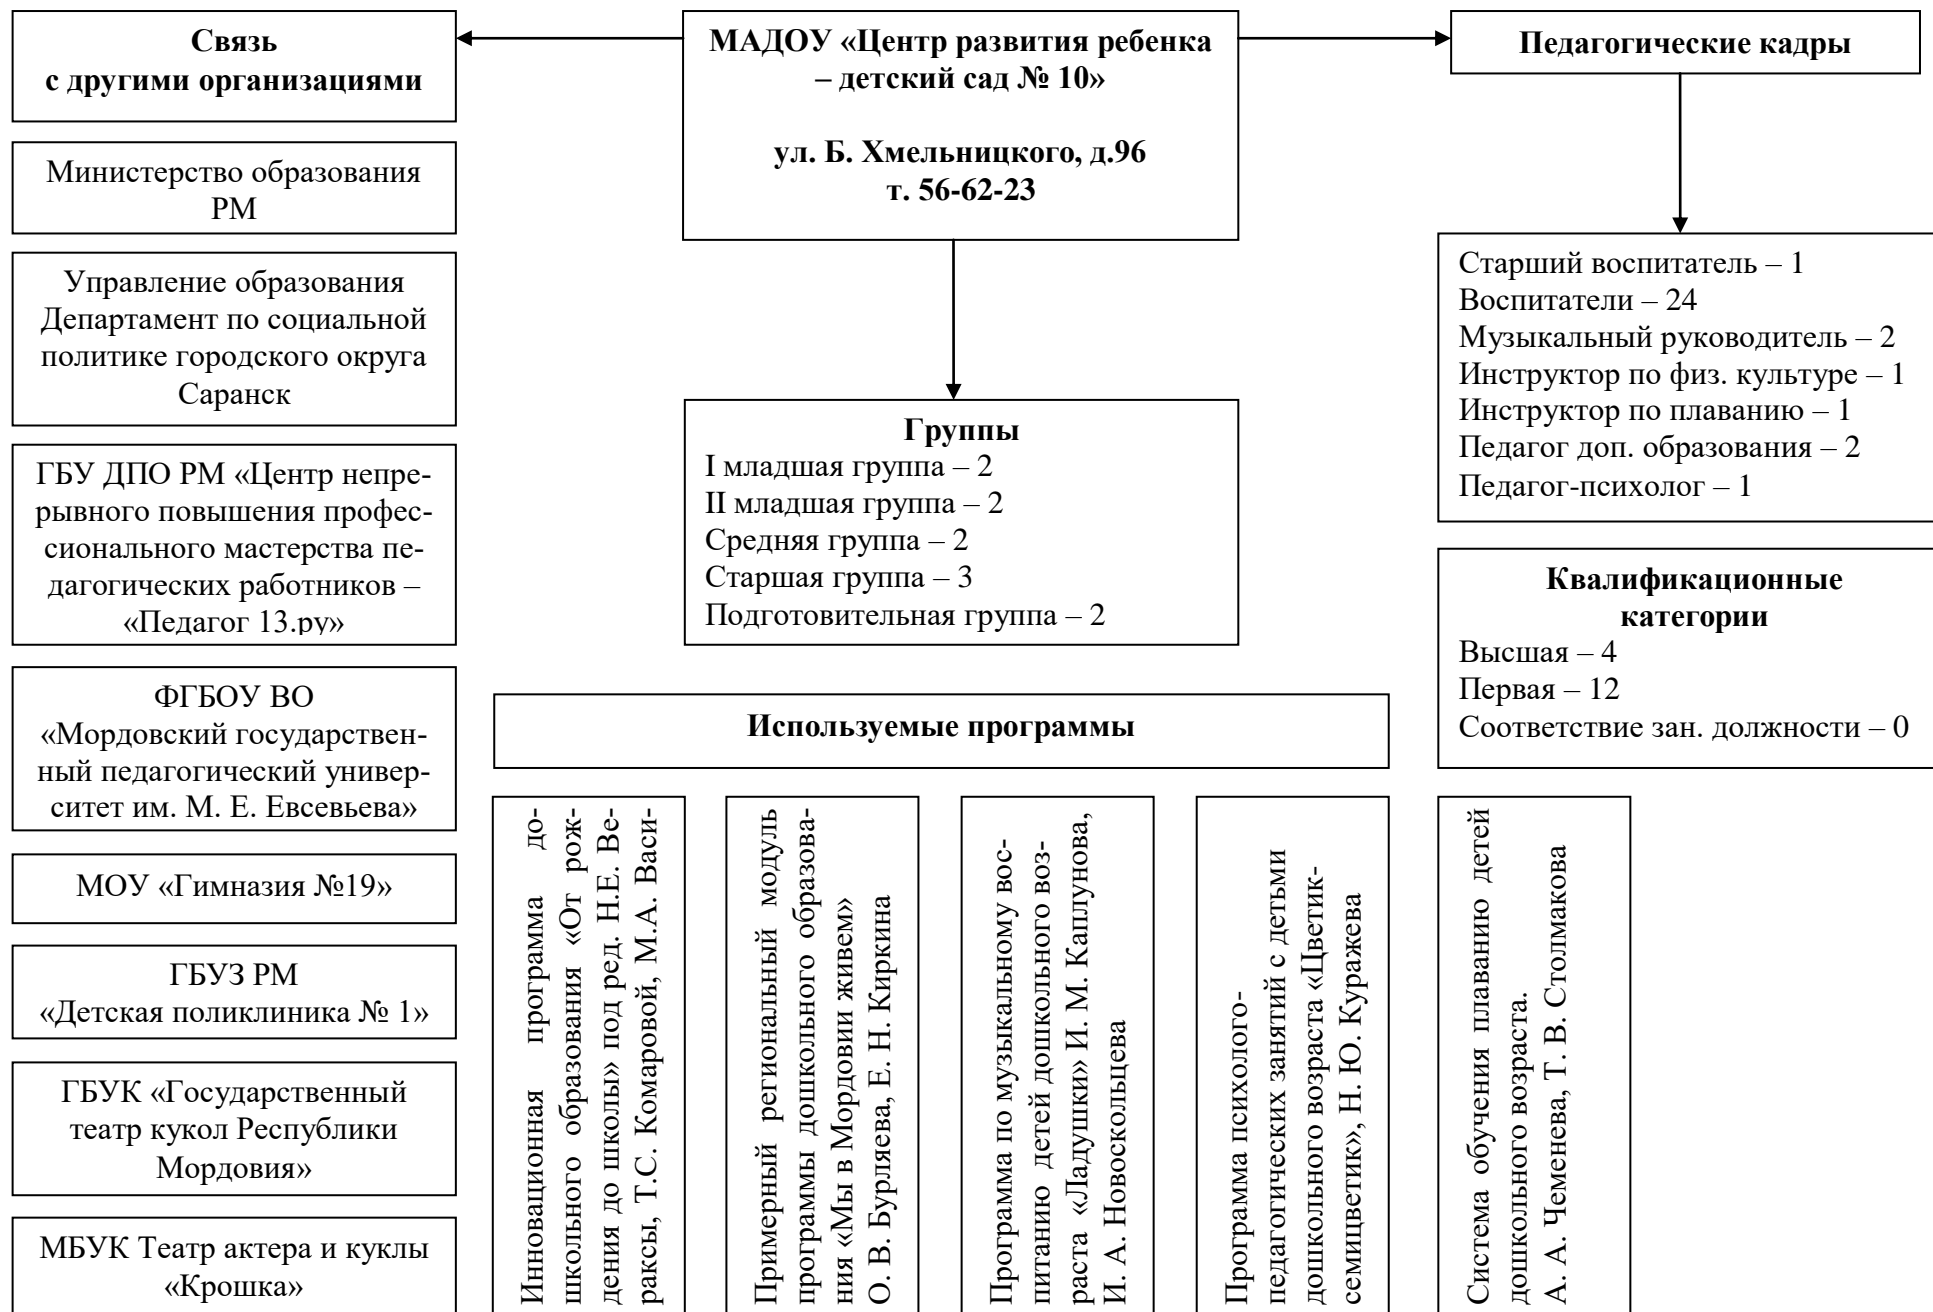 Связь
с другими организациями
Министерство образования
РМ
Управление образования
Департамент по социальной
политике городского округа
Саранск
ГБУ ДПО РМ «Центр непре-
рывного повышения профес-
сионального мастерства пе-
дагогических работников –
«Педагог 13.ру»
ФГБОУ ВО
«Мордовский государствен-
ный педагогический универ-
ситет им. М. Е. Евсевьева»
МОУ «Гимназия №19»
ГБУЗ РМ
«Детская поликлиника № 1»
ГБУК «Государственный
театр кукол Республики
Мордовия»
МБУК Театр актера и куклы
«Крошка»
МАДОУ «Центр развития ребенка
– детский сад № 10»
ул. Б. Хмельницкого, д.96
т. 56-62-23
Группы
I младшая группа – 2
II младшая группа – 2
Средняя группа – 2
Старшая группа – 3
Подготовительная группа – 2
Педагогические кадры
Старший воспитатель – 1
Воспитатели – 24
Музыкальный руководитель – 2
Инструктор по физ. культуре – 1
Инструктор по плаванию – 1
Педагог доп. образования – 2
Педагог-психолог – 1
Квалификационные
категории
Высшая – 4
Первая – 12
Соответствие зан. должности – 0
Используемые программы
Инновационная программа до-
школьного образования «От рож-
дения до школы» под ред. Н.Е. Ве-
раксы, Т.С. Комаровой, М.А. Васи-
Примерный региональный модуль
программы дошкольного образова-
ния «Мы в Мордовии живем»
О. В. Бурляева, Е. Н. Киркина
Программа по музыкальному вос-
питанию детей дошкольного воз-
раста «Ладушки» И. М. Каплунова,
И. А. Новоскольцева
Программа психолого-
педагогических занятий с детьми
дошкольного возраста «Цветик-
семицветик», Н. Ю. Куражева
Система обучения плаванию детей
дошкольного возраста.
А. А. Чеменева, Т. В. Столмакова